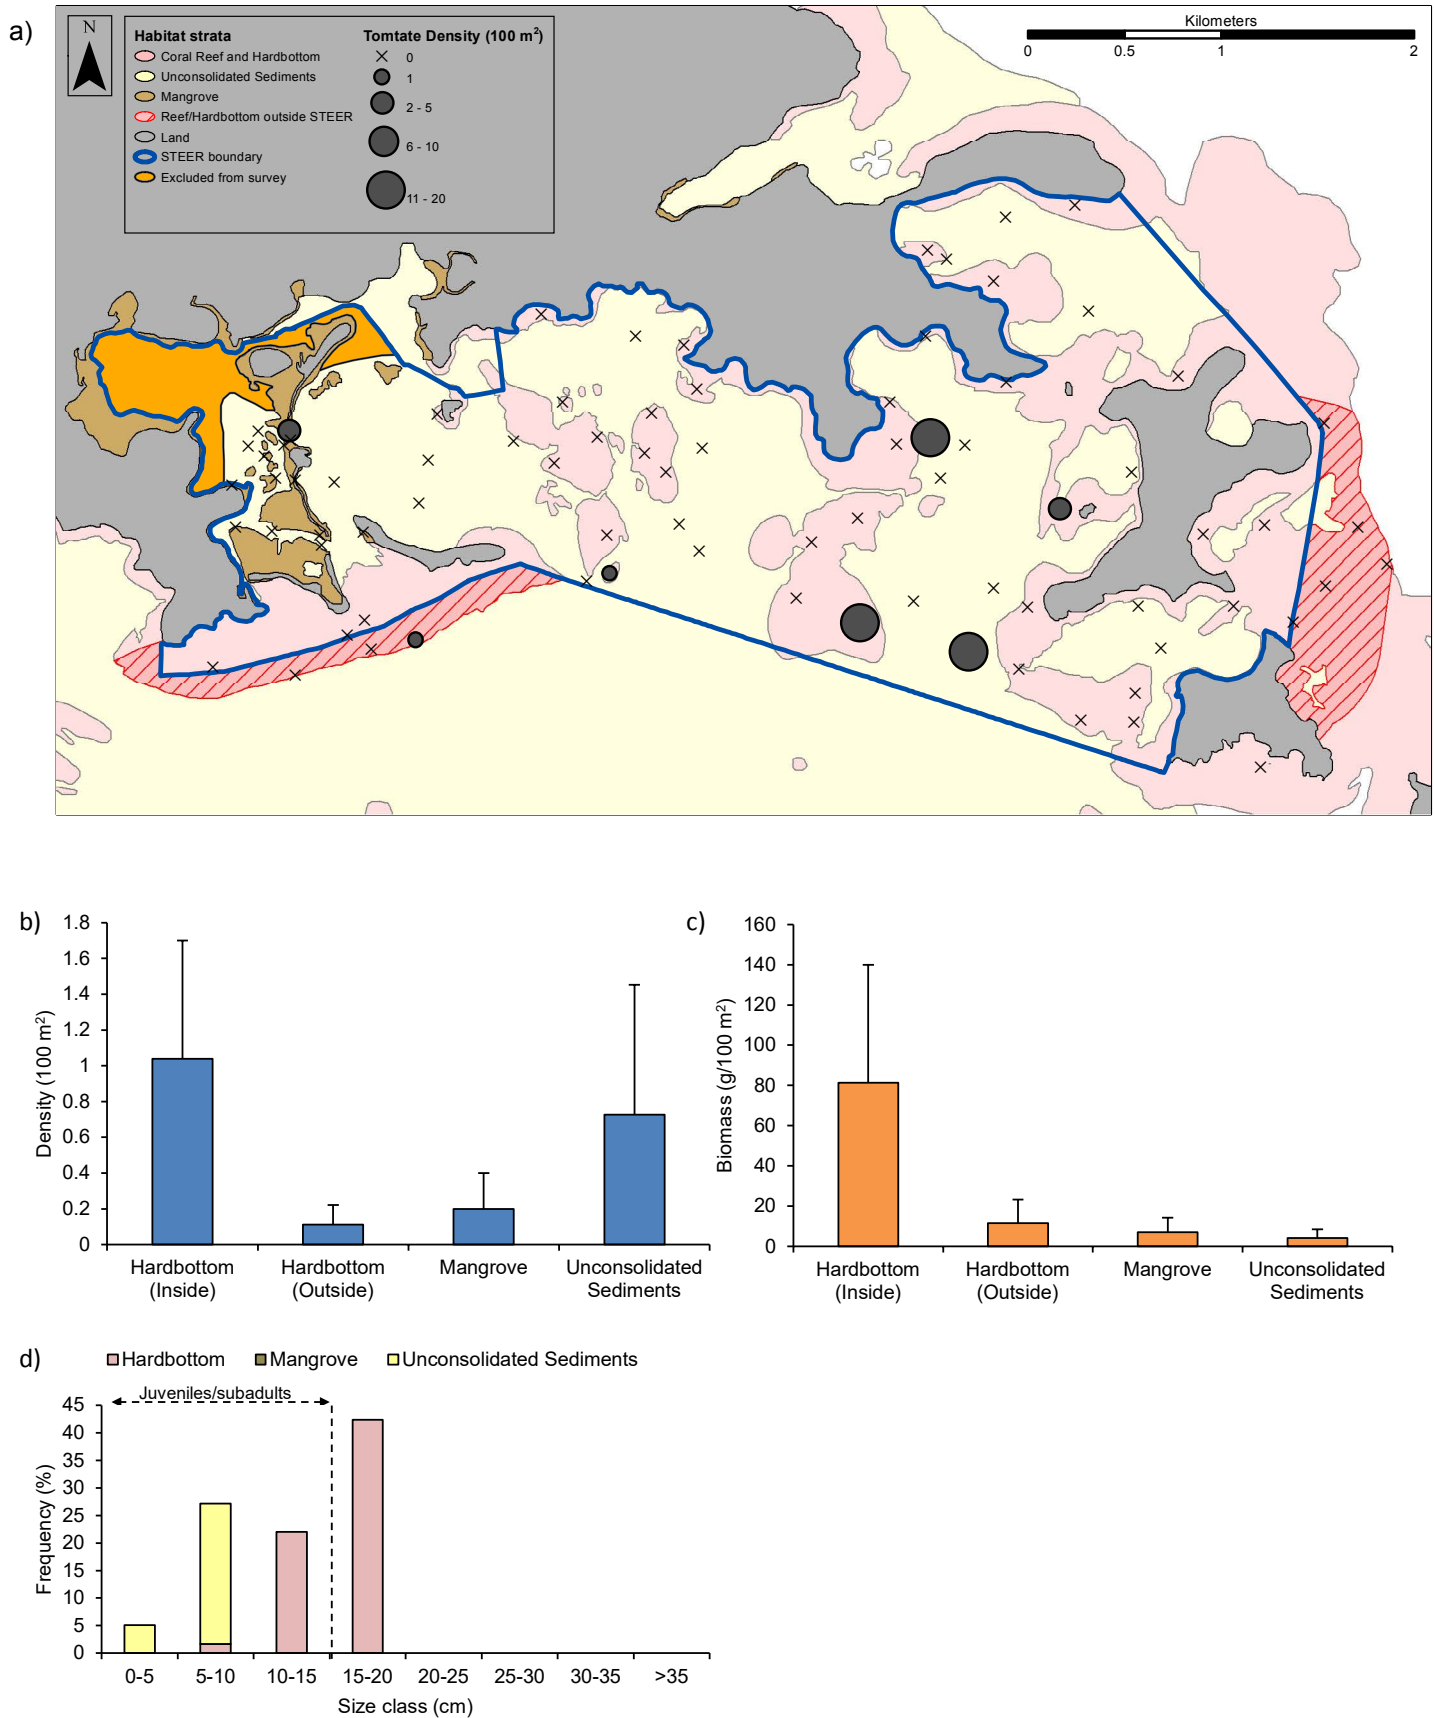 a)
N
Habitat strata
Coral Reef and Hardbottom
Unconsolidated Sediments
Mangrove
Reef/Hardbottom outside STEER
Land
STEER boundary
Excluded from survey
Tomtate Density (100 m²)
0
1
2 - 5
6 - 10
11 - 20
Kilometers
0 0.5 1 2
b)
1.8
1.6
1.4
1.2
1
0.8
0.6
0.4
0.2
0
Density (100 m²)
Hardbottom (Inside)
Hardbottom (Outside)
Mangrove
Unconsolidated Sediments
c)
160
140
120
100
80
60
40
20
0
Biomass (g/100 m²)
Hardbottom (Inside)
Hardbottom (Outside)
Mangrove
Unconsolidated Sediments
d)
Hardbottom Mangrove Unconsolidated Sediments
Juveniles/subadults
45
40
35
30
25
20
15
10
5
0
Frequency (%)
0-5 5-10 10-15 15-20 20-25 25-30 30-35 >35
Size class (cm)